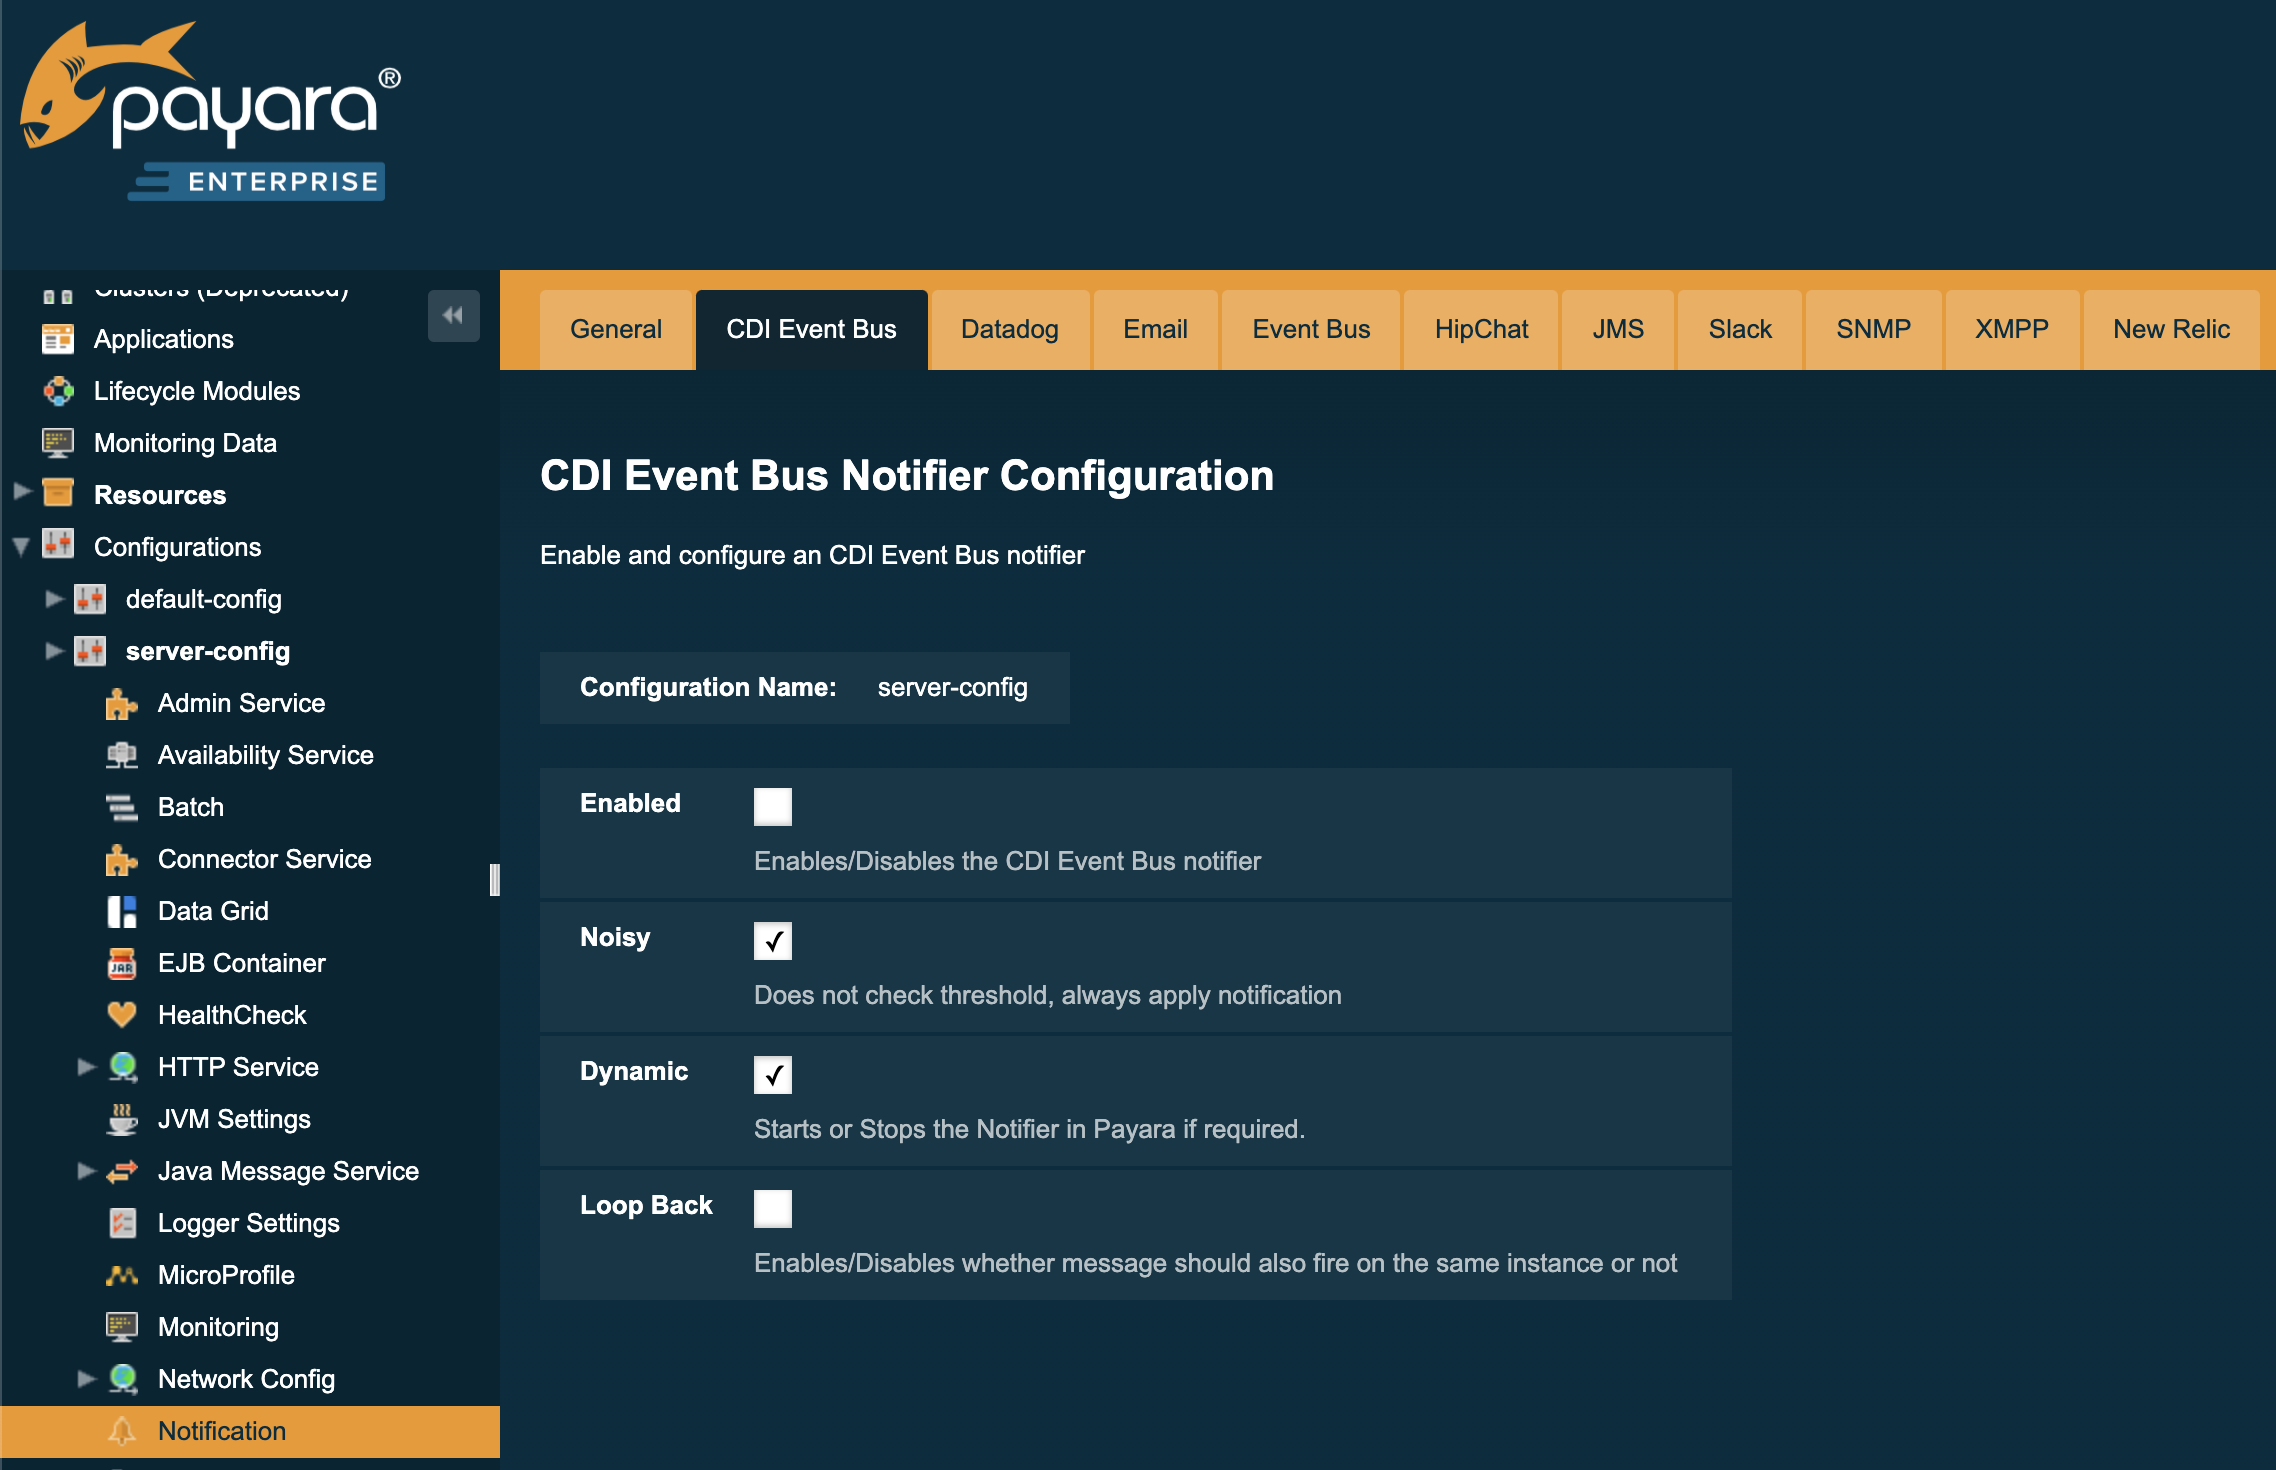 payara®
ENTERPRISE
Clusters (Deprecated)
Applications
Lifecycle Modules
Monitoring Data
Resources
Configurations
default-config
server-config
Admin Service
Availability Service
Batch
Connector Service
Data Grid
JAR
EJB Container
HealthCheck
HTTP Service
JVM Settings
Java Message Service
Logger Settings
MicroProfile
Monitoring
Network Config
Notification
General CDI Event Bus Datadog Email Event Bus HipChat JMS Slack SNMP XMPP New Relic
CDI Event Bus Notifier Configuration
Enable and configure an CDI Event Bus notifier
Configuration Name: server-config
Enabled
Enables/Disables the CDI Event Bus notifier
Noisy
Does not check threshold, always apply notification
Dynamic
Starts or Stops the Notifier in Payara if required.
Loop Back
Enables/Disables whether message should also fire on the same instance or not